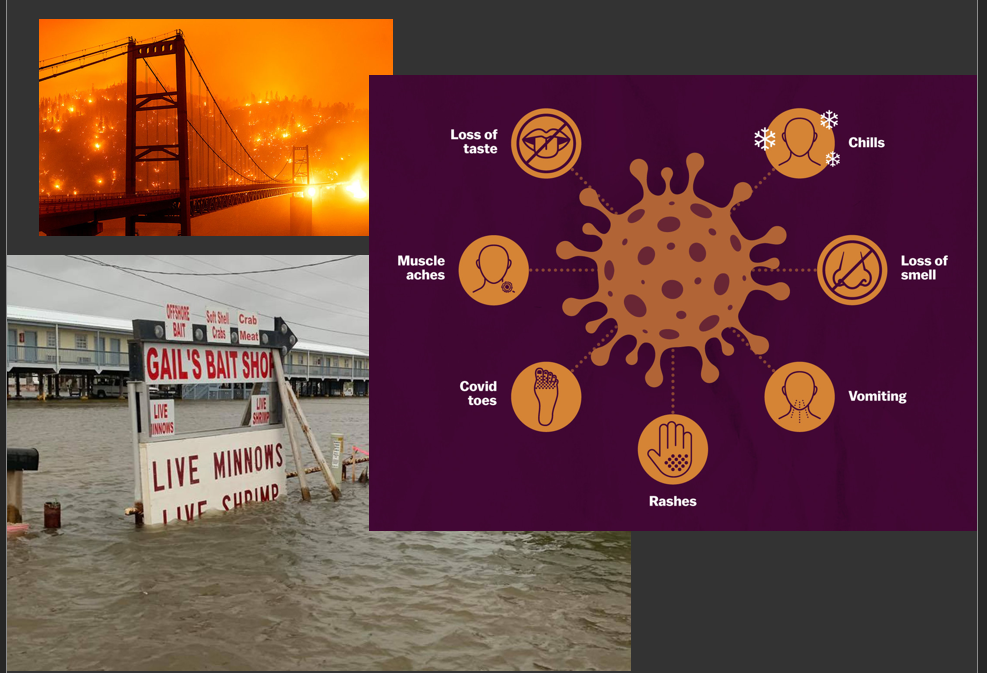 OFFSHORE
BAIT
Soft Shell
Crabs
Crab
Meat
GAIL'S BAIT SHOP
LIVE
MINNOWS
LIVE
SHRIMP
LIVE MINNOWS
LIVE SHRIMP
Loss of
taste
Chills
Muscle
aches
Loss of
smell
Covid
toes
Vomiting
Rashes